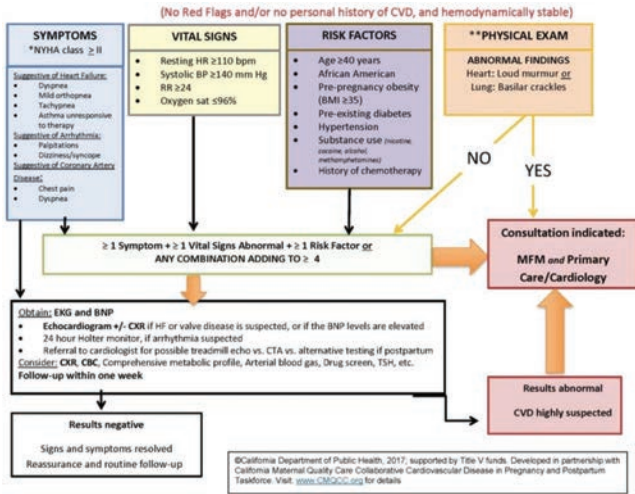 (No Red Flags and/or no personal history of CVD, and hemodynamically stable)
SYMPTOMS
*NYHA class ≥ II
Suggestive of Heart Failure:
• Dyspnea
• Mild orthopnea
• Tachypnea
• Asthma unresponsive
to therapy
Suggestive of Arrhythmia:
• Palpitations
• Dizziness/syncope
Suggestive of Coronary Artery
Disease:
• Chest pain
• Dyspnea
VITAL SIGNS
• Resting HR ≥110 bpm
• Systolic BP ≥140 mm Hg
• RR ≥24
• Oxygen sat ≤96%
RISK FACTORS
• Age ≥40 years
• African American
• Pre-pregnancy obesity
(BMI ≥35)
• Pre-existing diabetes
• Hypertension
• Substance use (nicotine,
cocaine, alcohol,
methamphetamines)
• History of chemotherapy
**PHYSICAL EXAM
ABNORMAL FINDINGS
Heart: Loud murmur or
Lung: Basilar crackles
NO
YES
≥ 1 Symptom + ≥ 1 Vital Signs Abnormal + ≥ 1 Risk Factor or
ANY COMBINATION ADDING TO ≥ 4
Consultation indicated:
MFM and Primary
Care/Cardiology
Obtain: EKG and BNP
• Echocardiogram +/- CXR if HF or valve disease is suspected, or if the BNP levels are elevated
• 24 hour Holter monitor, if arrhythmia suspected
• Referral to cardiologist for possible treadmill echo vs. CTA vs. alternative testing if postpartum
Consider: CXR, CBC, Comprehensive metabolic profile, Arterial blood gas, Drug screen, TSH, etc.
Follow-up within one week
Results abnormal
CVD highly suspected
Results negative
Signs and symptoms resolved
Reassurance and routine follow-up
©California Department of Public Health, 2017; supported by Title V funds. Developed in partnership with
California Maternal Quality Care Collaborative Cardiovascular Disease in Pregnancy and Postpartum
Taskforce. Visit: www.CMQCC.org for details